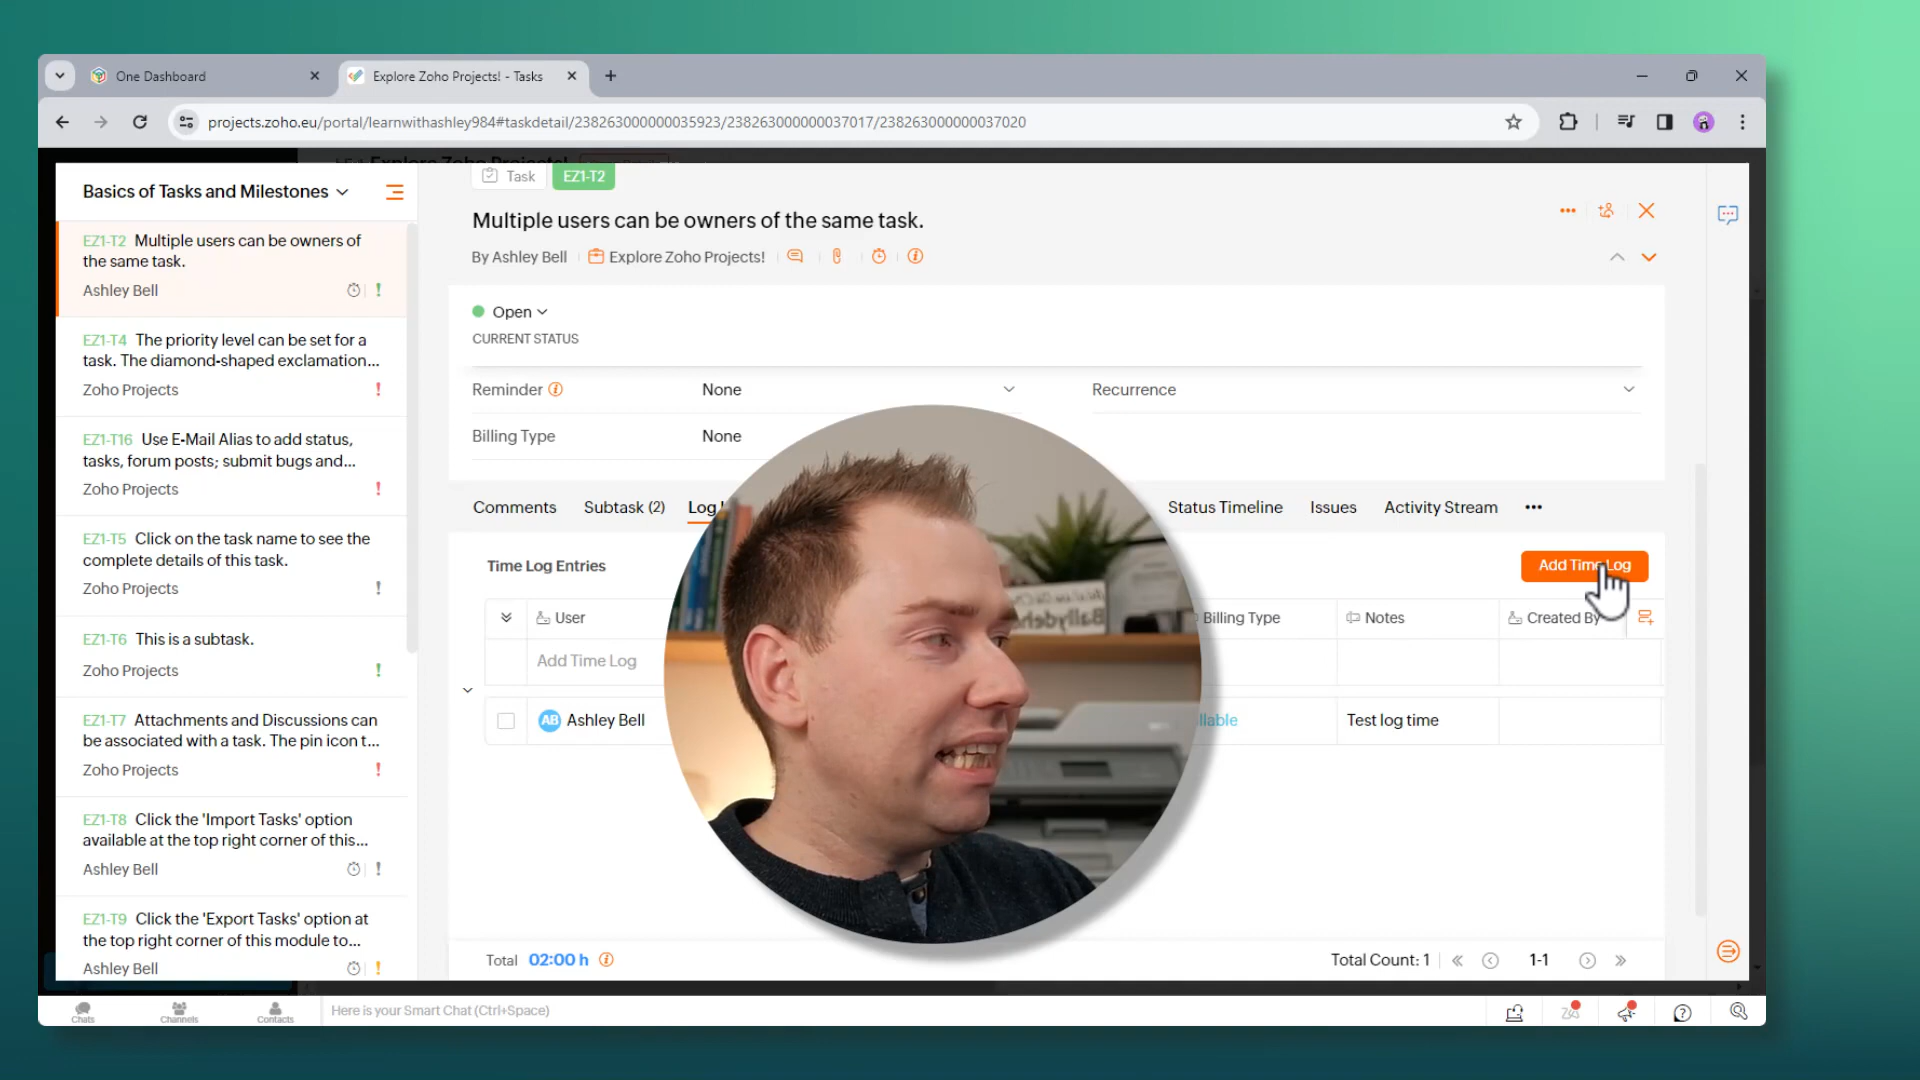 One Dashboard
Explore Zoho Projects! - Tasks
projects.zoho.eu/portal/learnwithashley984#taskdetail/238263000000035923/238263000000037017/238263000000037020
Explore Zoho Projects!
Basics of Tasks and Milestones
EZ1-T2 Multiple users can be owners of
the same task.
Ashley Bell
EZ1-T4 The priority level can be set for a
task. The diamond-shaped exclamation...
Zoho Projects
EZ1-T16 Use E-Mail Alias to add status,
tasks, forum posts; submit bugs and...
Zoho Projects
EZ1-T5 Click on the task name to see the
complete details of this task.
Zoho Projects
EZ1-T6 This is a subtask.
Zoho Projects
EZ1-T7 Attachments and Discussions can
be associated with a task. The pin icon t...
Zoho Projects
EZ1-T8 Click the 'Import Tasks' option
available at the top right corner of this...
Ashley Bell
EZ1-T9 Click the 'Export Tasks' option at
the top right corner of this module to...
Ashley Bell
Task EZ1-T2
Multiple users can be owners of the same task.
By Ashley Bell Explore Zoho Projects!
Open
CURRENT STATUS
Reminder None Recurrence
Billing Type None
Comments Subtask (2) Log Status Timeline Issues Activity Stream
Time Log Entries Add Time Log
User Billing Type Notes Created By
Add Time Log
AB Ashley Bell llable Test log time
Total 02:00 h Total Count: 1 1-1
Chats Channels Contacts Here is your Smart Chat (Ctrl+Space)